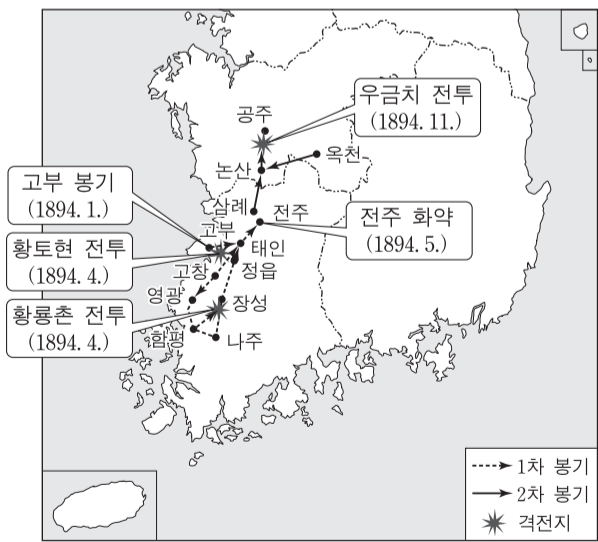 우금치 전투
(1894. 11.)
공주
옥천
논산
고부 봉기
(1894. 1.)
삼례
전주
전주 화약
(1894. 5.)
고부
태인
황토현 전투
(1894. 4.)
정읍
고창
영광
장성
황룡촌 전투
(1894. 4.)
함평
나주
1차 봉기
2차 봉기
격전지